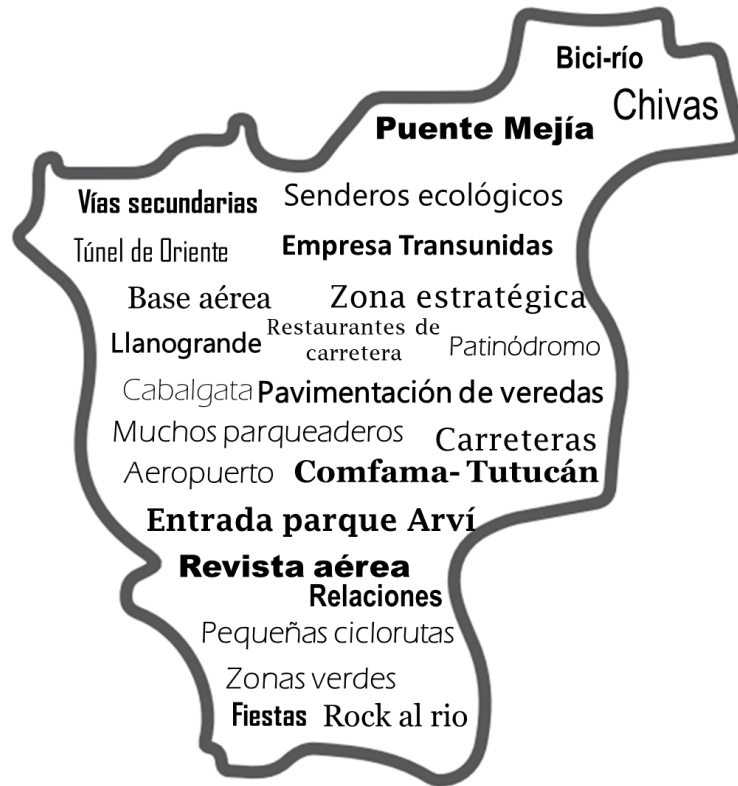 Bici-río
Chivas
Puente Mejía
Vías secundarias
Senderos ecológicos
Túnel de Oriente
Empresa Transunidas
Base aérea
Zona estratégica
Llanogrande
Restaurantes de
carretera
Patinódromo
Cabalgata
Pavimentación de veredas
Muchos parqueaderos
Carreteras
Aeropuerto
Comfama- Tutucán
Entrada parque Arví
Revista aérea
Relaciones
Pequeñas ciclorutas
Zonas verdes
Fiestas
Rock al rio